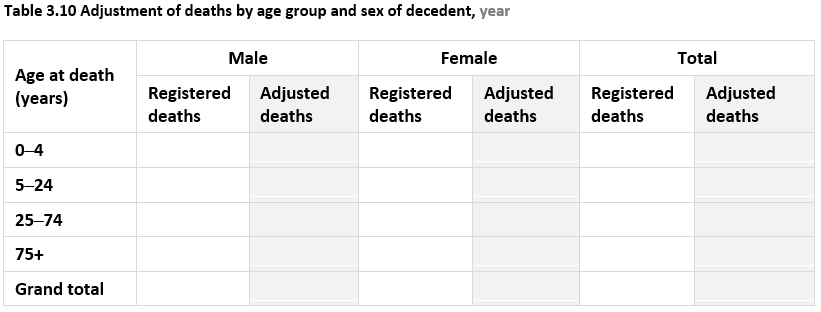 Table 3.10 Adjustment of deaths by age group and sex of decedent, year
Age at death (years) Male Female Total
Registered deaths Adjusted deaths Registered deaths Adjusted deaths Registered deaths Adjusted deaths
0–4
5–24
25–74
75+
Grand total